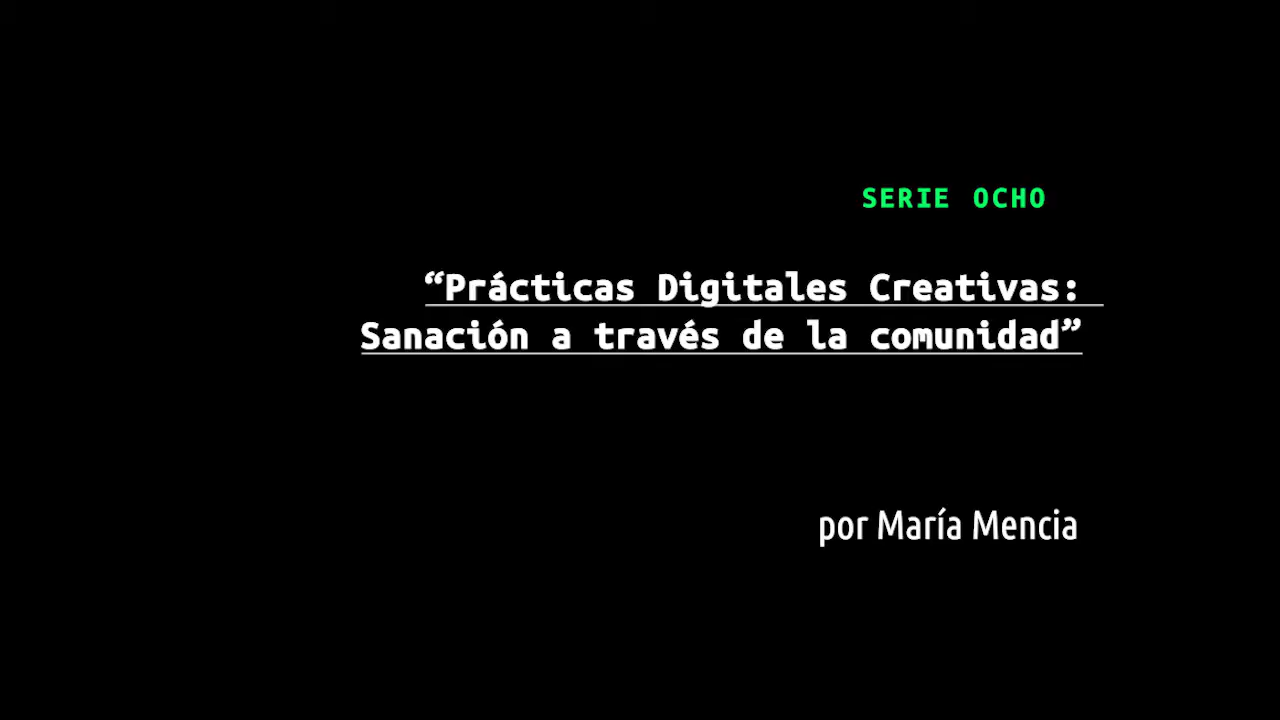 SERIE OCHO
“Prácticas Digitales Creativas:
Sanación a través de la comunidad”
por María Mencia